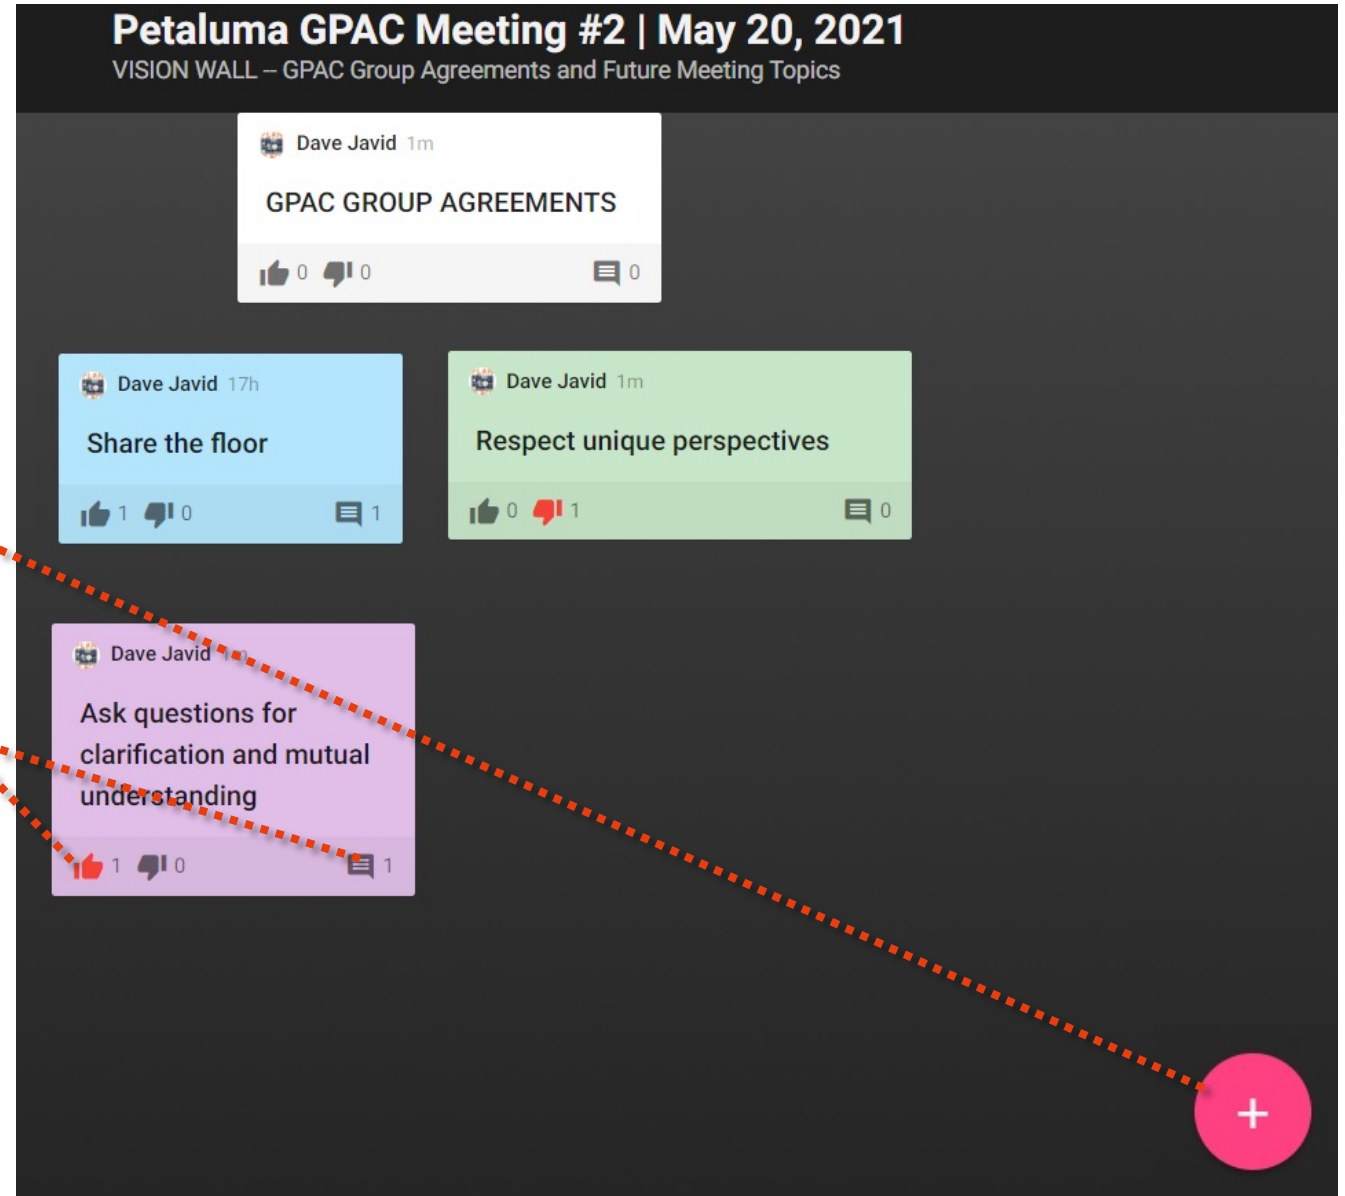 Petaluma GPAC Meeting #2 | May 20, 2021
VISION WALL – GPAC Group Agreements and Future Meeting Topics
Dave Javid 1m
GPAC GROUP AGREEMENTS
0 0 0
Dave Javid 17h
Share the floor
1 0 1
Dave Javid 1m
Respect unique perspectives
0 1 0
Dave Javid
Ask questions for
clarification and mutual
understanding
1 0 1
+